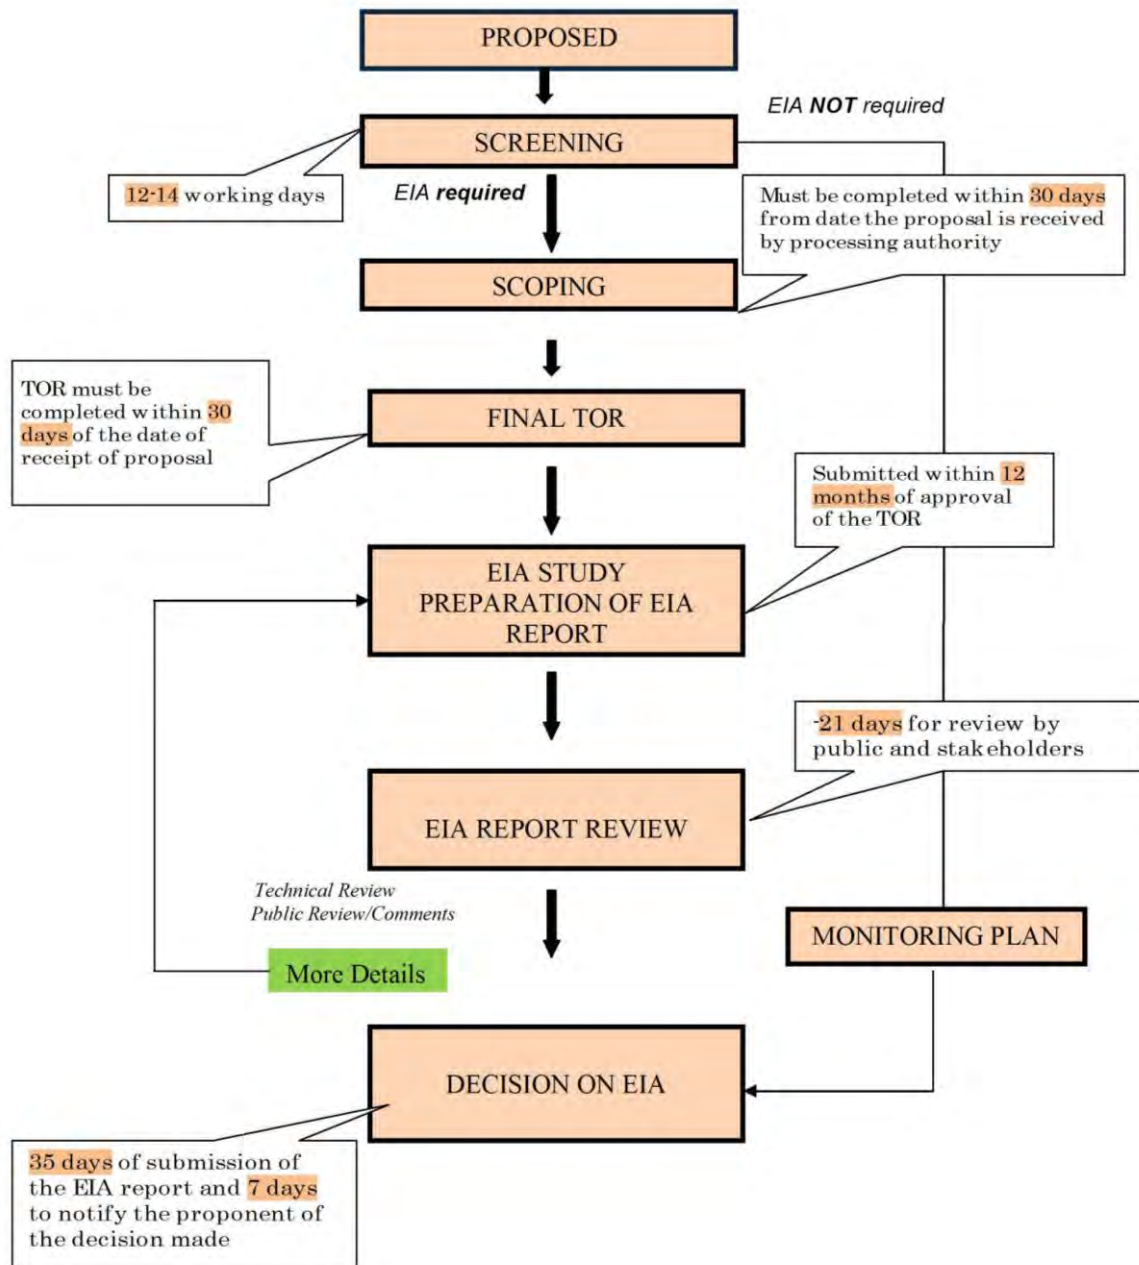 PROPOSED
EIA NOT required
SCREENING
12-14 working days
EIA required
Must be completed within 30 days
from date the proposal is received
by processing authority
SCOPING
TOR must be
completed within 30
days of the date of
receipt of proposal
FINAL TOR
Submitted within 12
months of approval
of the TOR
EIA STUDY
PREPARATION OF EIA
REPORT
-21 days for review by
public and stakeholders
EIA REPORT REVIEW
Technical Review
Public Review/Comments
More Details
MONITORING PLAN
DECISION ON EIA
35 days of submission of
the EIA report and 7 days
to notify the proponent of
the decision made